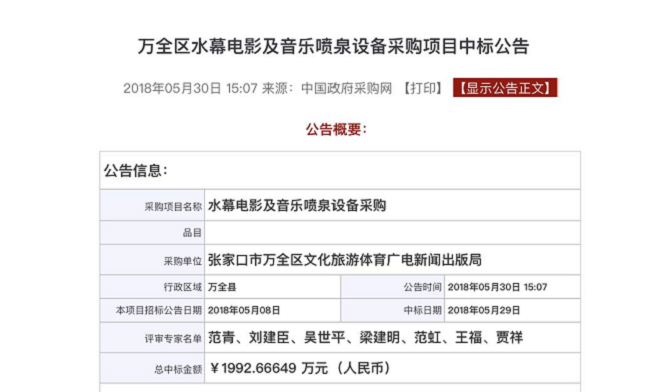 万全区水幕电影及音乐喷泉设备采购项目中标公告
2018年05月30日 15:07 来源：中国政府采购网 【打印】 【显示公告正文】
公告概要：
公告信息：
采购项目名称 水幕电影及音乐喷泉设备采购
品目
采购单位 张家口市万全区文化旅游体育广电新闻出版局
行政区域 万全县 公告时间 2018年05月30日 15:07
本项目招标公告日期 2018年05月08日 中标日期 2018年05月29日
评审专家名单 范青、刘建臣、吴世平、梁建明、范虹、王福、贾祥
总中标金额 ￥1992.66649 万元（人民币）